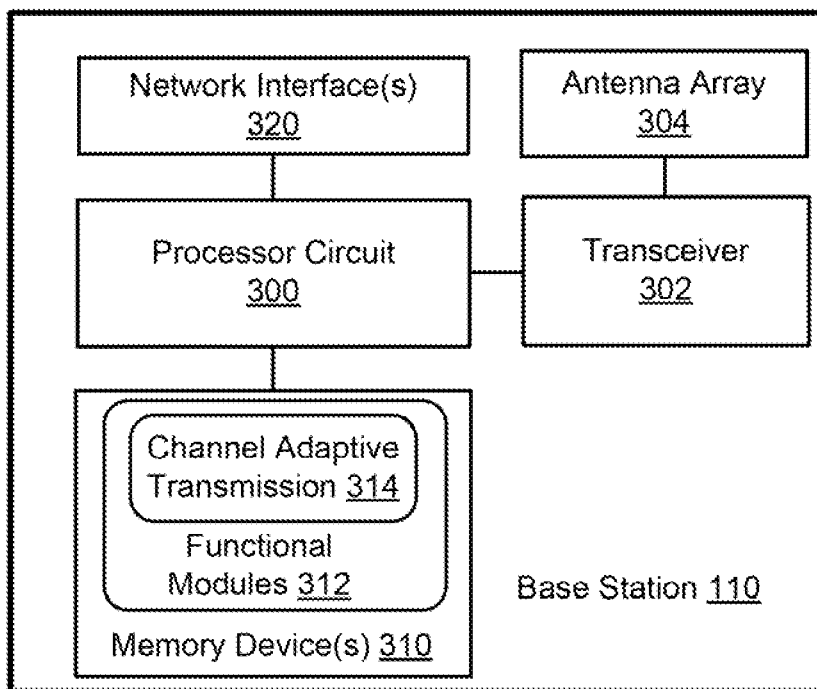 Network Interface(s)
320
Antenna Array
304
Processor Circuit
300
Transceiver
302
Channel Adaptive
Transmission 314
Functional
Modules 312
Memory Device(s) 310
Base Station 110